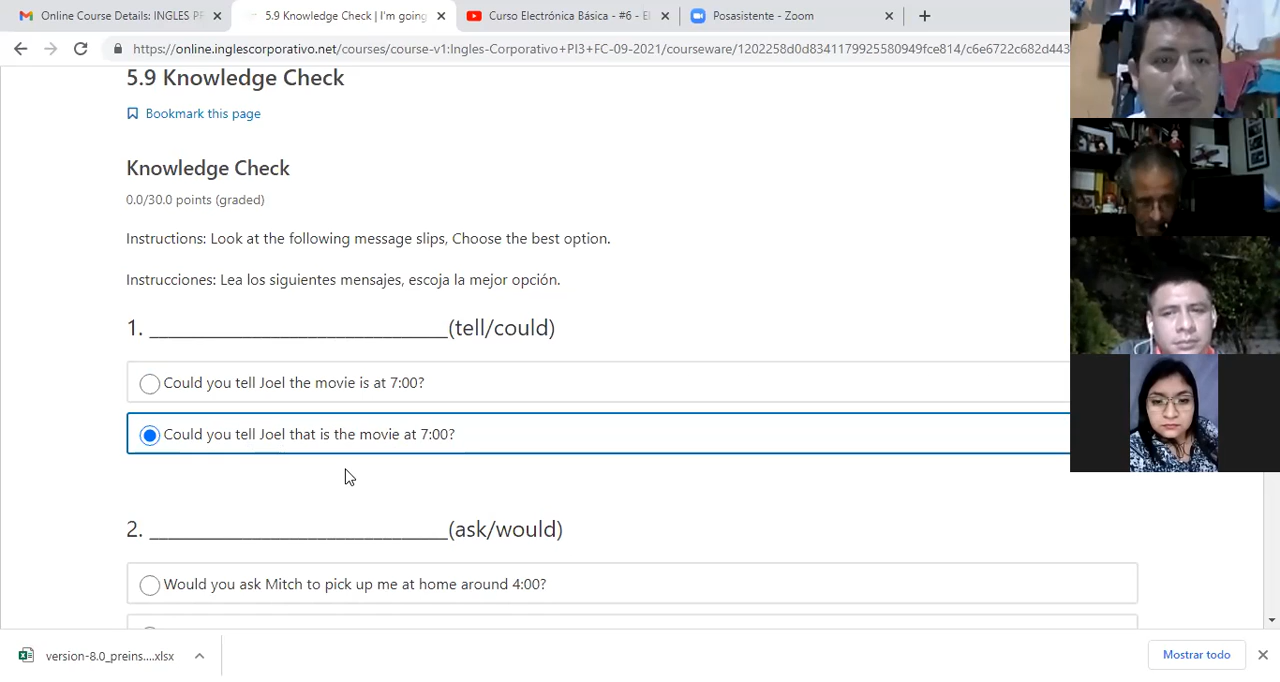 Online Course Details: INGLES PF
5.9 Knowledge Check | I'm going
Curso Electrónica Básica - #6 - El
Posasistente - Zoom
https://online.inglescorporativo.net/courses/course-v1:Ingles-Corporativo+PI3+FC-09-2021/courseware/1202258d0d8341179925580949fce814/c6e6722c682d443
5.9 Knowledge Check
Bookmark this page
Knowledge Check
0.0/30.0 points (graded)
Instructions: Look at the following message slips, Choose the best option.
Instrucciones: Lea los siguientes mensajes, escoja la mejor opción.
1. ______________________________(tell/could)
Could you tell Joel the movie is at 7:00?
Could you tell Joel that is the movie at 7:00?
2. ______________________________(ask/would)
Would you ask Mitch to pick up me at home around 4:00?
version-8.0_preins....xlsx
Mostrar todo